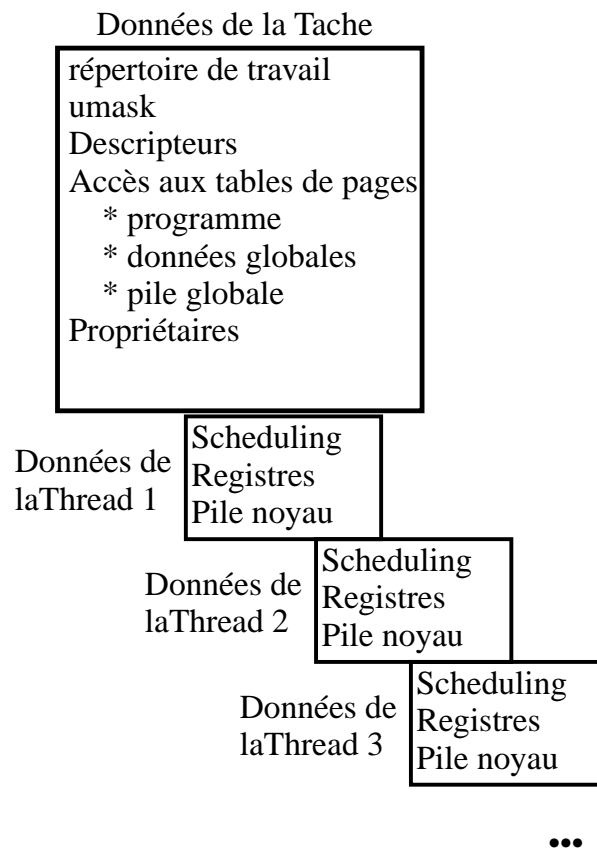 Données de la Tache
répertoire de travail
umask
Descripteurs
Accès aux tables de pages
* programme
* données globales
* pile globale
Propriétaires
Données de
laThread 1
Scheduling
Registres
Pile noyau
Données de
laThread 2
Scheduling
Registres
Pile noyau
Données de
laThread 3
Scheduling
Registres
Pile noyau
•••